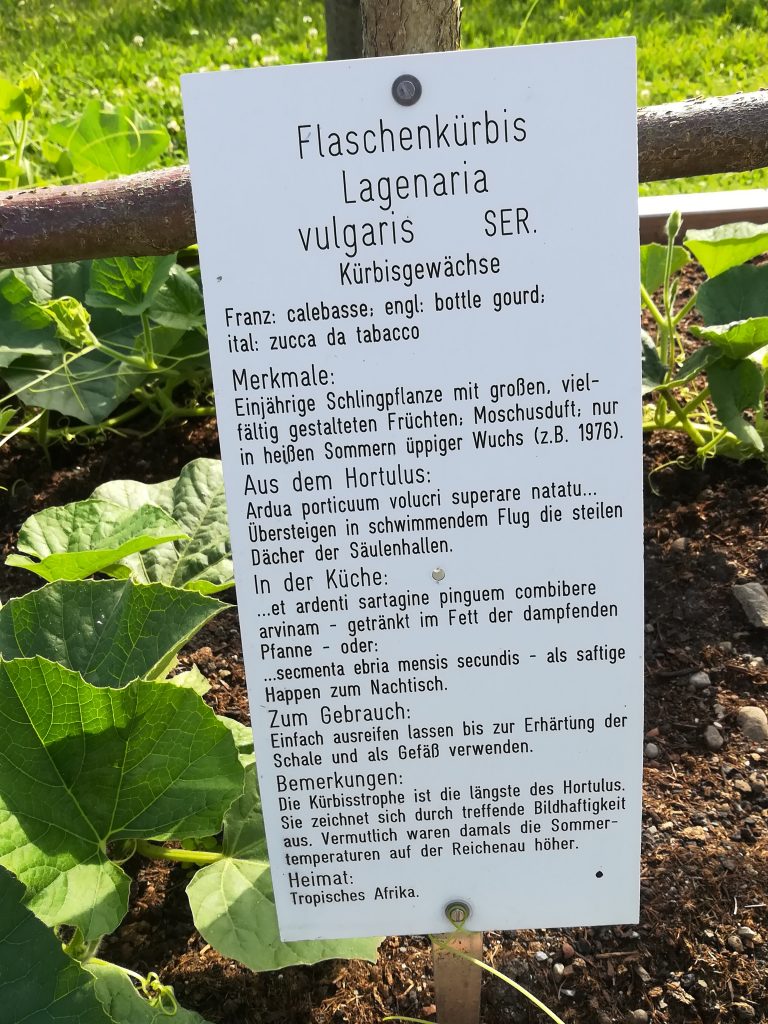 Flaschenkürbis
Lagenaria
vulgaris SER.
Kürbisgewächse
Franz: calebasse; engl: bottle gourd;
ital: zucca da tabacco
Merkmale:
Einjährige Schlingpflanze mit großen, viel-
fältig gestalteten Früchten; Moschusduft; nur
in heißen Sommern üppiger Wuchs (z.B. 1976).
Aus dem Hortulus:
Ardua porticuum volucri superare natatu...
Übersteigen in schwimmendem Flug die steilen
Dächer der Säulenhallen.
In der Küche:
...et ardenti sartagine pinguem combibere
arvinam - getränkt im Fett der dampfenden
Pfanne - oder:
...secmenta ebria mensis secundis - als saftige
Happen zum Nachtisch.
Zum Gebrauch:
Einfach ausreifen lassen bis zur Erhärtung der
Schale und als Gefäß verwenden.
Bemerkungen:
Die Kürbisstrophe ist die längste des Hortulus.
Sie zeichnet sich durch treffende Bildhaftigkeit
aus. Vermutlich waren damals die Sommer-
temperaturen auf der Reichenau höher.
Heimat:
Tropisches Afrika.